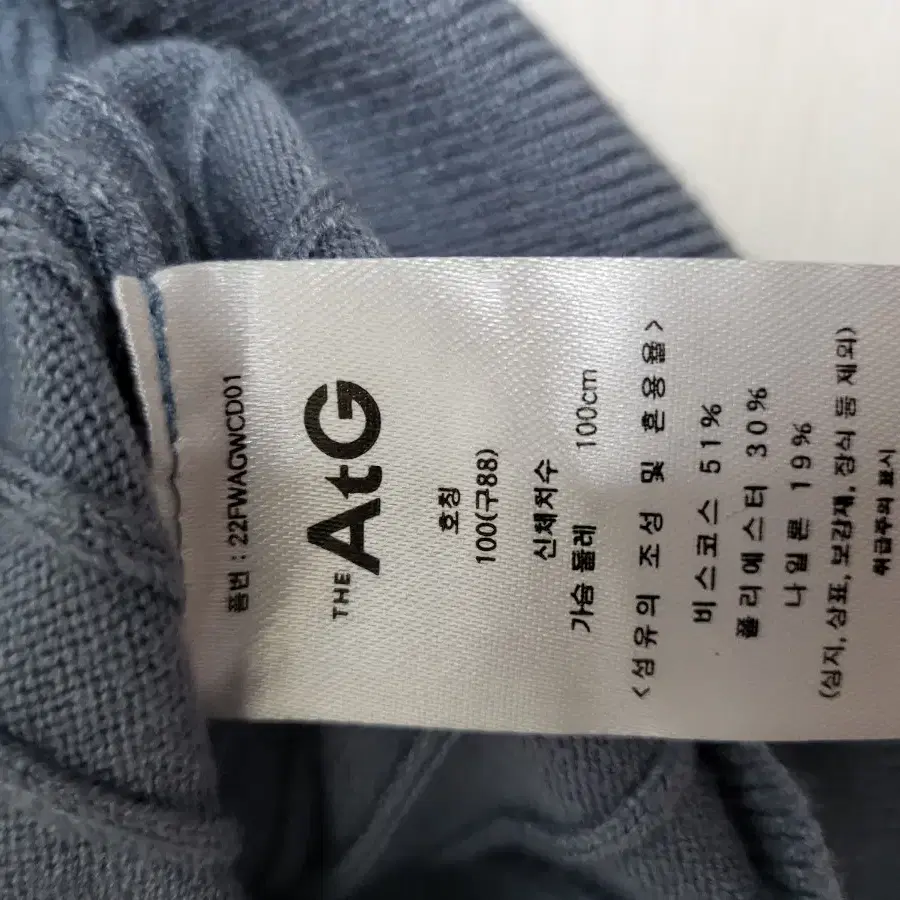 품번 : 22FWAGWCD01
THE AtG
호칭
100(구88)
신체치수
가슴 둘레 100cm
<섬유의 조성 및 혼용율>
비스코스 51%
폴리에스터 30%
나일론 19%
(심지, 상표, 보강재, 장식 등 제외)
취급주의 표시